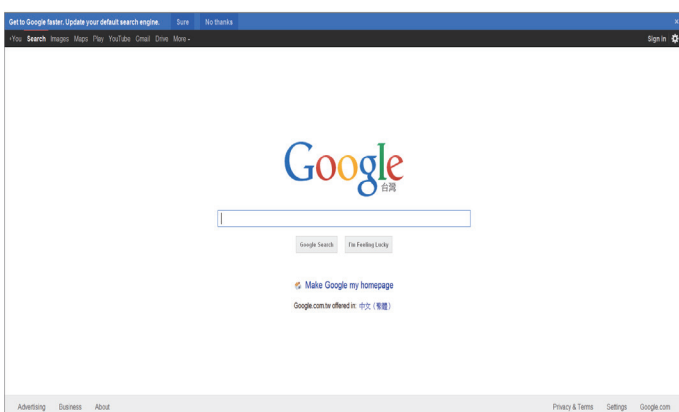 Get to Google faster. Update your default search engine. Sure No thanks ×
+You Search Images Maps Play YouTube Gmail Drive More - Sign in
Google
台灣
Google Search I'm Feeling Lucky
Make Google my homepage
Google.com.tw offered in: 中文 (繁體)
Advertising Business About Privacy & Terms Settings Google.com